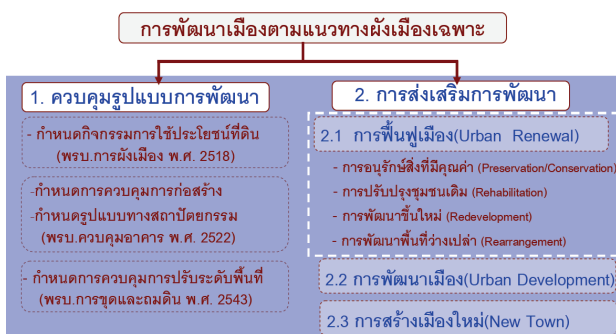 การพัฒนาเมืองตามแนวทางผังเมืองเฉพาะ
1. ควบคุมรูปแบบการพัฒนา
- กำหนดกิจกรรมการใช้ประโยชน์ที่ดิน
(พรบ.การผังเมือง พ.ศ. 2518)
- กำหนดการควบคุมการก่อสร้าง
- กำหนดรูปแบบทางสถาปัตยกรรม
(พรบ.ควบคุมอาคาร พ.ศ. 2522)
- กำหนดการควบคุมการปรับระดับพื้นที่
(พรบ.การขุดและถมดิน พ.ศ. 2543)
2. การส่งเสริมการพัฒนา
2.1 การฟื้นฟูเมือง(Urban Renewal)
- การอนุรักษ์สิ่งที่มีคุณค่า (Preservation/Conservation)
- การปรับปรุงชุมชนเดิม (Rehabilitation)
- การพัฒนาขึ้นใหม่ (Redevelopment)
- การพัฒนาพื้นที่ว่างเปล่า (Rearrangement)
2.2 การพัฒนาเมือง(Urban Development)
2.3 การสร้างเมืองใหม่(New Town)